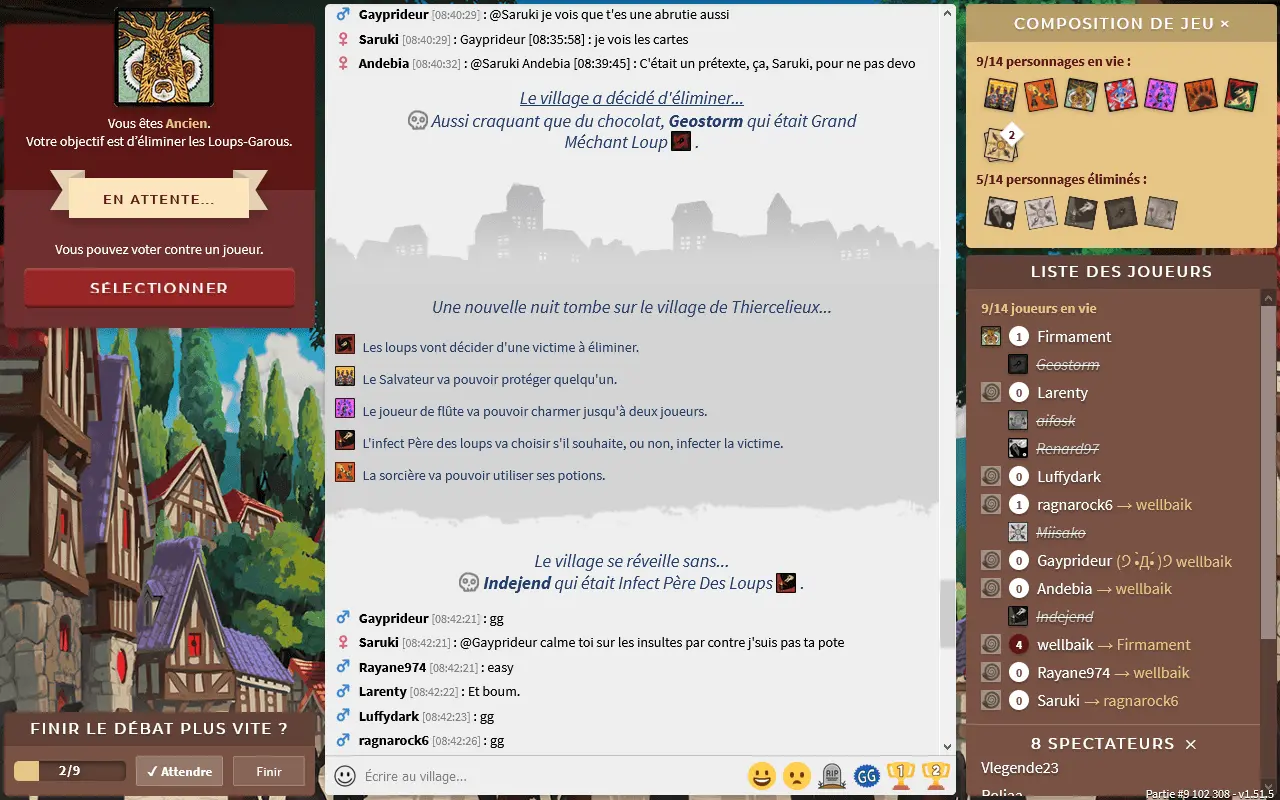 Vous êtes Ancien.
Votre objectif est d'éliminer les Loups-Garous.
EN ATTENTE...
Vous pouvez voter contre un joueur.
SÉLECTIONNER
FINIR LE DÉBAT PLUS VITE ?
2/9
✓ Attendre
Finir
Gayprideur [08:40:29] : @Saruki je vois que t'es une abrutie aussi
Saruki [08:40:29] : Gayprideur [08:35:58] : je vois les cartes
Andebia [08:40:32] : @Saruki Andebia [08:39:45] : C'était un prétexte, ça, Saruki, pour ne pas devo
Le village a décidé d'éliminer...
Aussi craquant que du chocolat, Geostorm qui était Grand
Méchant Loup .
Une nouvelle nuit tombe sur le village de Thiercelieux...
Les loups vont décider d'une victime à éliminer.
Le Salvateur va pouvoir protéger quelqu'un.
Le joueur de flûte va pouvoir charmer jusqu'à deux joueurs.
L'infect Père des loups va choisir s'il souhaite, ou non, infecter la victime.
La sorcière va pouvoir utiliser ses potions.
Le village se réveille sans...
Indejend qui était Infect Père Des Loups .
Gayprideur [08:42:21] : gg
Saruki [08:42:21] : @Gayprideur calme toi sur les insultes par contre j'suis pas ta pote
Rayane974 [08:42:21] : easy
Larenty [08:42:22] : Et boum.
Luffydark [08:42:23] : gg
ragnarock6 [08:42:26] : gg
Écrire au village...
RIP
GG
1
2
COMPOSITION DE JEU ×
9/14 personnages en vie :
2
5/14 personnages éliminés :
LISTE DES JOUEURS
9/14 joueurs en vie
1 Firmament
Geostorm
0 Larenty
aifosk
Renard97
0 Luffydark
1 ragnarock6 → wellbaik
Miisako
0 Gayprideur (੭ •̀Д•́ )੭ wellbaik
0 Andebia → wellbaik
Indejend
4 wellbaik → Firmament
0 Rayane974 → wellbaik
0 Saruki → ragnarock6
8 SPECTATEURS ×
Vlegende23
Partie #9 102 308 - v1.51.5